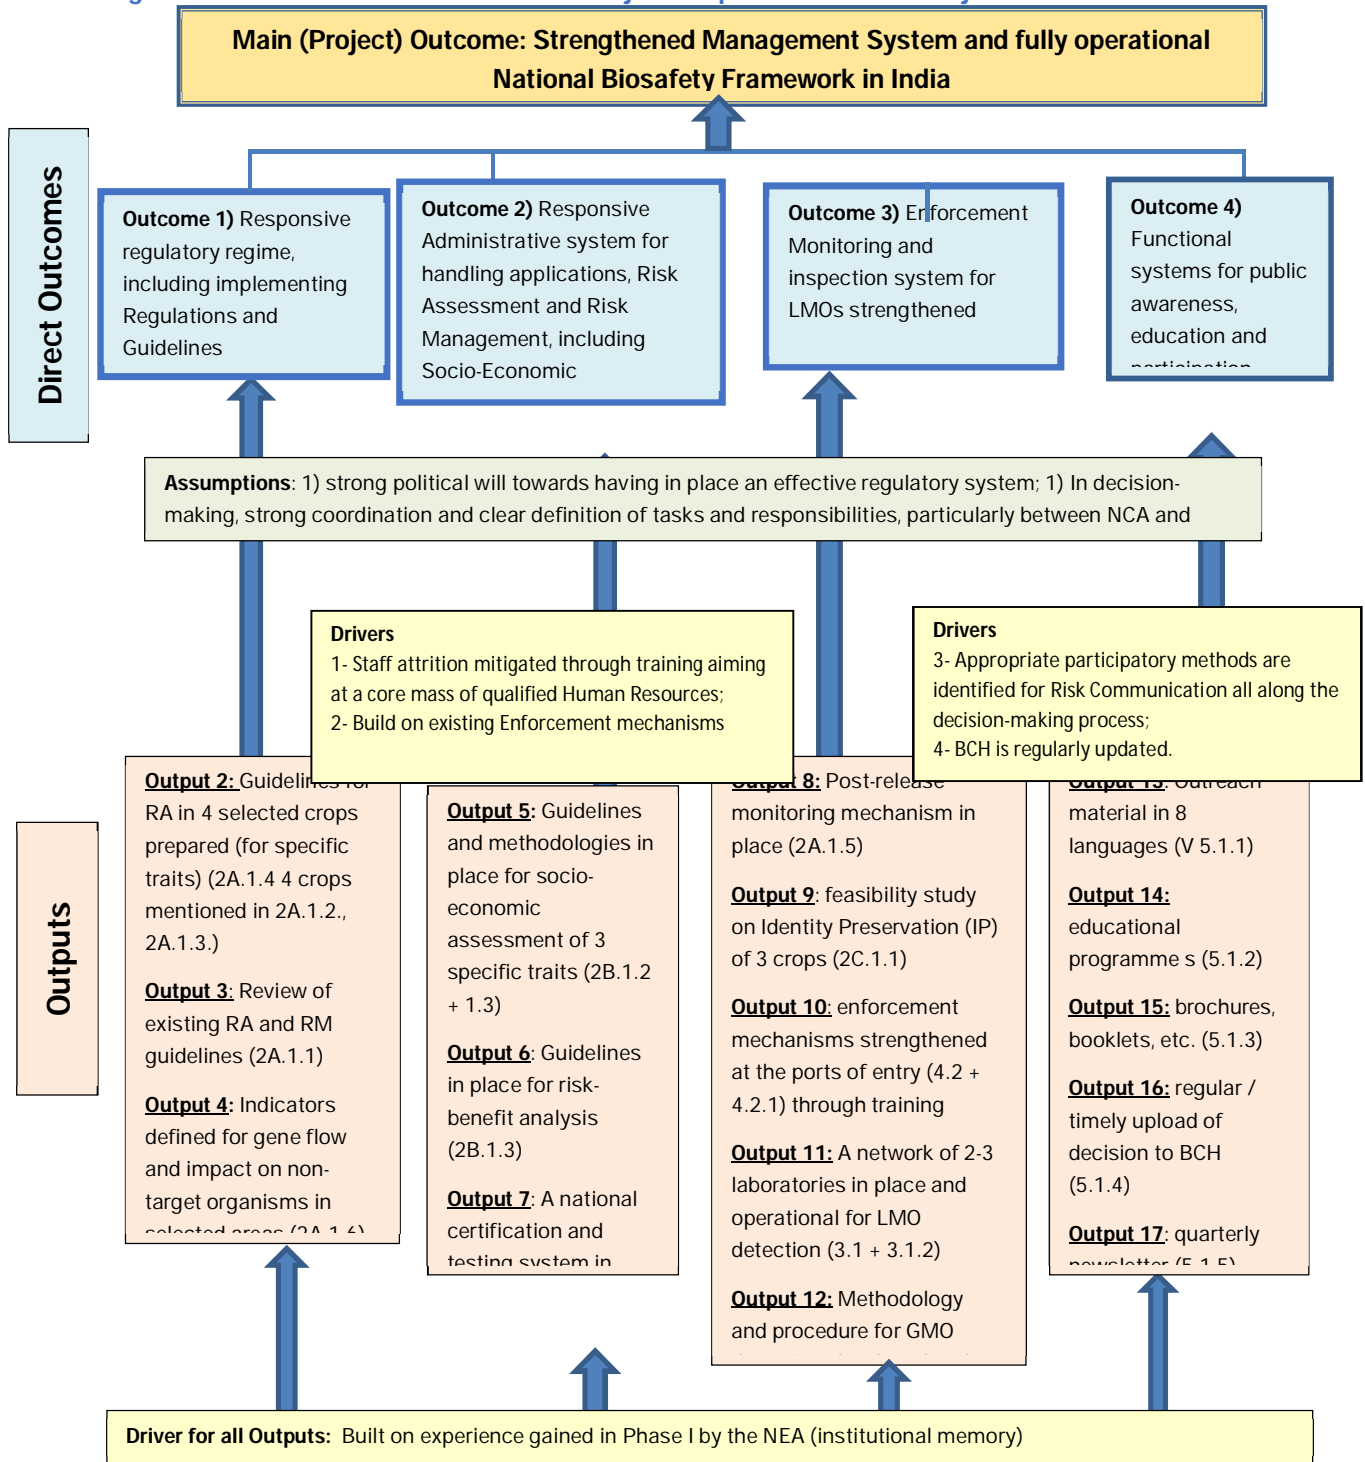 Main (Project) Outcome: Strengthened Management System and fully operational
National Biosafety Framework in India
Direct Outcomes
Outcome 1) Responsive
regulatory regime,
including implementing
Regulations and
Guidelines
Outcome 2) Responsive
Administrative system for
handling applications, Risk
Assessment and Risk
Management, including
Socio-Economic
Outcome 3) Enforcement
Monitoring and
inspection system for
LMOs strengthened
Outcome 4)
Functional
systems for public
awareness,
education and
participation
Assumptions: 1) strong political will towards having in place an effective regulatory system; 1) In decision-
making, strong coordination and clear definition of tasks and responsibilities, particularly between NCA and
Drivers
1- Staff attrition mitigated through training aiming
at a core mass of qualified Human Resources;
2- Build on existing Enforcement mechanisms
Drivers
3- Appropriate participatory methods are
identified for Risk Communication all along the
decision-making process;
4- BCH is regularly updated.
Outputs
Output 2: Guidelines for
RA in 4 selected crops
prepared (for specific
traits) (2A.1.4 4 crops
mentioned in 2A.1.2.,
2A.1.3.)
Output 3: Review of
existing RA and RM
guidelines (2A.1.1)
Output 4: Indicators
defined for gene flow
and impact on non-
target organisms in
selected areas (2A.1.6)
Output 5: Guidelines
and methodologies in
place for socio-
economic
assessment of 3
specific traits (2B.1.2
+ 1.3)
Output 6: Guidelines
in place for risk-
benefit analysis
(2B.1.3)
Output 7: A national
certification and
testing system in
Output 8: Post-release
monitoring mechanism in
place (2A.1.5)
Output 9: feasibility study
on Identity Preservation (IP)
of 3 crops (2C.1.1)
Output 10: enforcement
mechanisms strengthened
at the ports of entry (4.2 +
4.2.1) through training
Output 11: A network of 2-3
laboratories in place and
operational for LMO
detection (3.1 + 3.1.2)
Output 12: Methodology
and procedure for GMO
Output 13: Outreach
material in 8
languages (V 5.1.1)
Output 14:
educational
programme s (5.1.2)
Output 15: brochures,
booklets, etc. (5.1.3)
Output 16: regular /
timely upload of
decision to BCH
(5.1.4)
Output 17: quarterly
newsletter (5.1.5)
Driver for all Outputs: Built on experience gained in Phase I by the NEA (institutional memory)